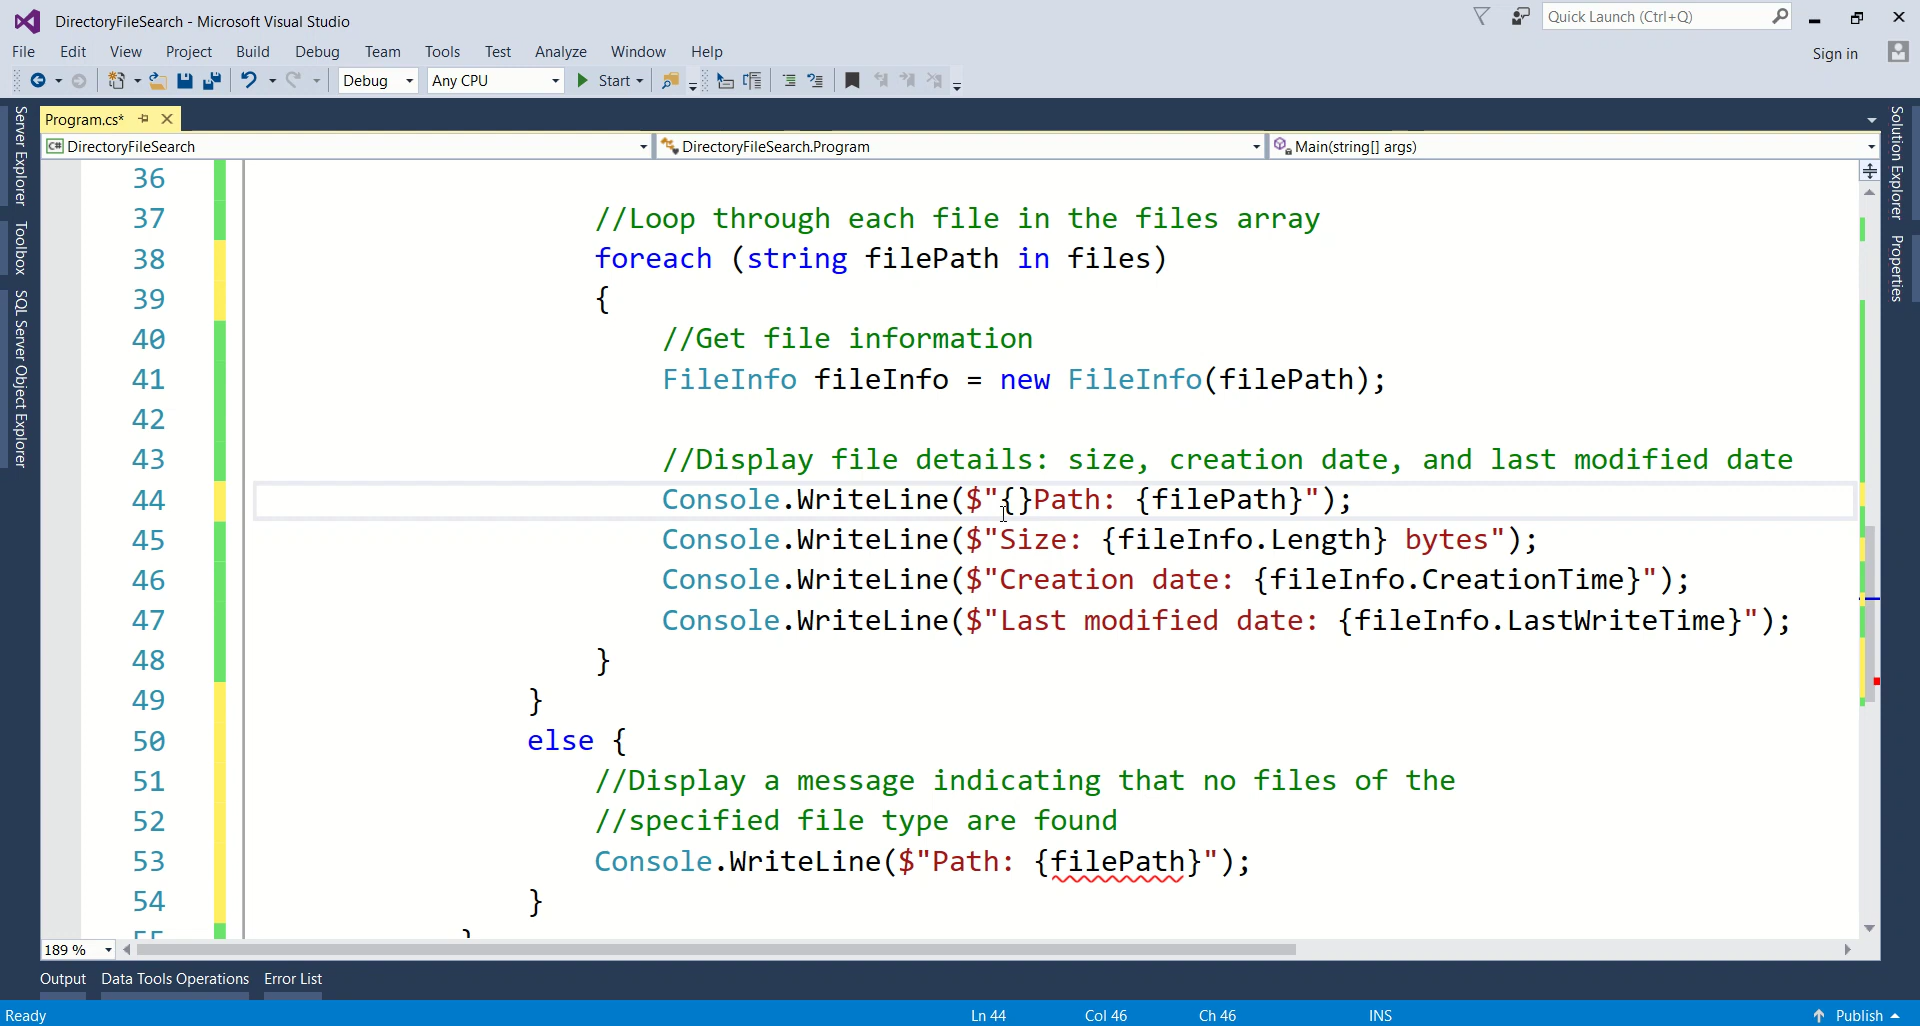 DirectoryFileSearch - Microsoft Visual Studio
Quick Launch (Ctrl+Q)
File Edit View Project Build Debug Team Tools Test Analyze Window Help
Sign in
Debug Any CPU Start
Program.cs*
DirectoryFileSearch DirectoryFileSearch.Program Main(string[] args)
Server Explorer
Toolbox
SQL Server Object Explorer
Solution Explorer
Properties
36
37 //Loop through each file in the files array
38 foreach (string filePath in files)
39 {
40 //Get file information
41 FileInfo fileInfo = new FileInfo(filePath);
42
43 //Display file details: size, creation date, and last modified date
44 Console.WriteLine($"{}Path: {filePath}");
45 Console.WriteLine($"Size: {fileInfo.Length} bytes");
46 Console.WriteLine($"Creation date: {fileInfo.CreationTime}");
47 Console.WriteLine($"Last modified date: {fileInfo.LastWriteTime}");
48 }
49 }
50 else {
51 //Display a message indicating that no files of the
52 //specified file type are found
53 Console.WriteLine($"Path: {filePath}");
54 }
55 }
189 %
Output Data Tools Operations Error List
Ready Ln 44 Col 46 Ch 46 INS Publish